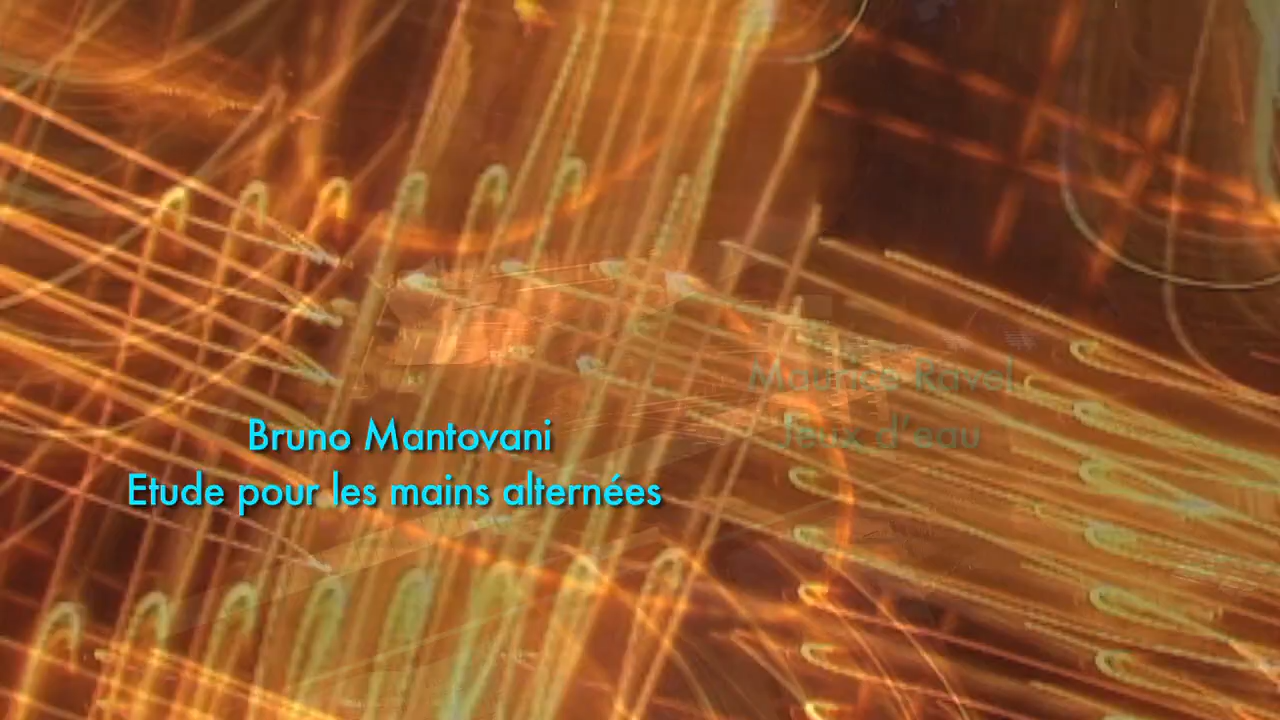 Bruno Mantovani
Etude pour les mains alternées
Maurice Ravel
Jeux d'eau